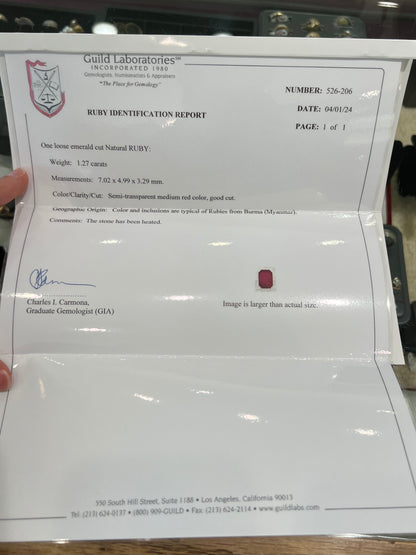 Guild Laboratories℠
INCORPORATED 1980
Gemologists, Numismatists & Appraisers
"The Place for Gemology"
NUMBER: 526-206
DATE: 04/01/24
PAGE: 1 of 1
RUBY IDENTIFICATION REPORT
One loose emerald cut Natural RUBY:
Weight: 1.27 carats
Measurements: 7.02 x 4.99 x 3.29 mm.
Color/Clarity/Cut: Semi-transparent medium red color, good cut.
Geographic Origin: Color and inclusions are typical of Rubies from Burma (Myanmar).
Comments: The stone has been heated.
Charles I. Carmona,
Graduate Gemologist (GIA)
Image is larger than actual size.
550 South Hill Street, Suite 1188 • Los Angeles, California 90013
Tel (213) 624-0137 • (800) 909-GUILD • Fax (213) 624-2114 • www.guildlabs.com